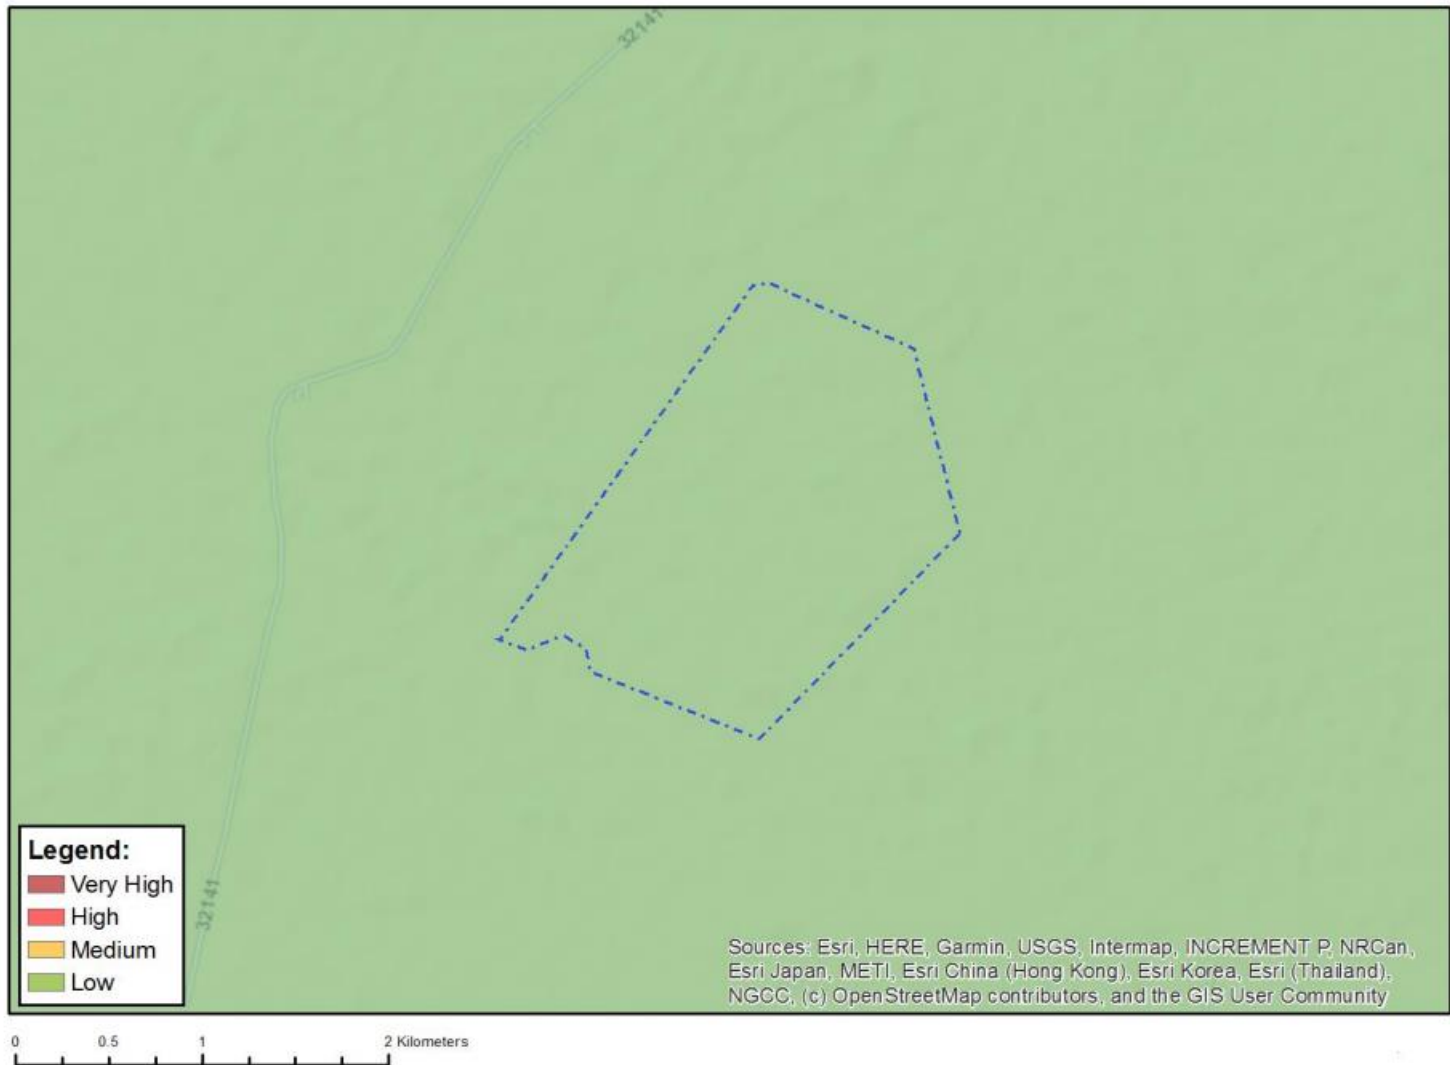 32141
Legend:
Very High
High
Medium
Low
32141
Sources: Esri, HERE, Garmin, USGS, Intermap, INCREMENT P, NRCan,
Esri Japan, METI, Esri China (Hong Kong), Esri Korea, Esri (Thailand),
NGCC, (c) OpenStreetMap contributors, and the GIS User Community
0 0.5 1 2 Kilometers